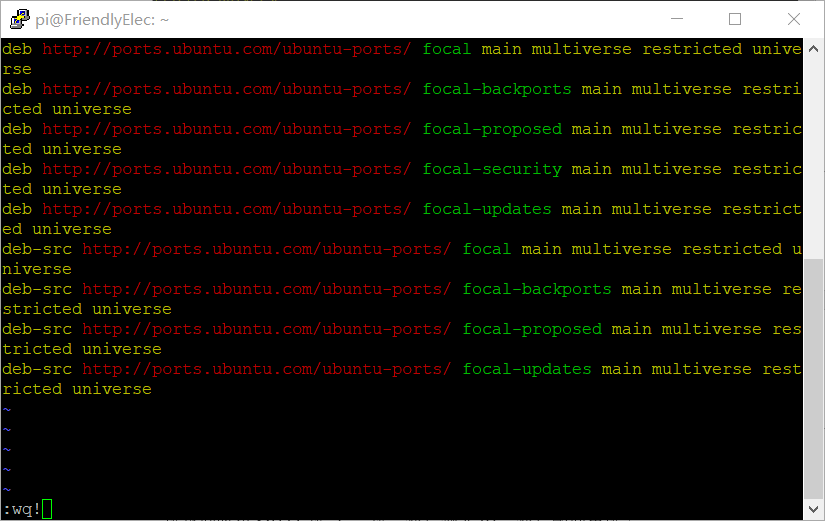 pi@FriendlyElec: ~
deb http://ports.ubuntu.com/ubuntu-ports/ focal main multiverse restricted unive
rse
deb http://ports.ubuntu.com/ubuntu-ports/ focal-backports main multiverse restri
cted universe
deb http://ports.ubuntu.com/ubuntu-ports/ focal-proposed main multiverse restric
ted universe
deb http://ports.ubuntu.com/ubuntu-ports/ focal-security main multiverse restric
ted universe
deb http://ports.ubuntu.com/ubuntu-ports/ focal-updates main multiverse restrict
ed universe
deb-src http://ports.ubuntu.com/ubuntu-ports/ focal main multiverse restricted u
niverse
deb-src http://ports.ubuntu.com/ubuntu-ports/ focal-backports main multiverse re
stricted universe
deb-src http://ports.ubuntu.com/ubuntu-ports/ focal-proposed main multiverse res
tricted universe
deb-src http://ports.ubuntu.com/ubuntu-ports/ focal-updates main multiverse rest
ricted universe
~
~
~
~
~
:wq!